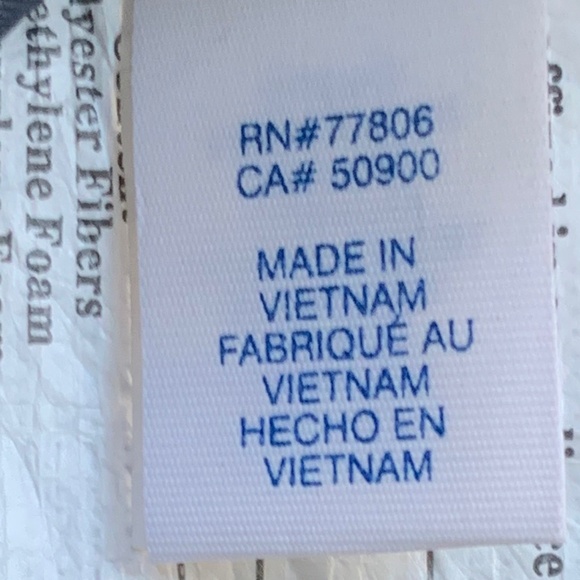 RN#77806
CA# 50900
MADE IN
VIETNAM
FABRIQUÉ AU
VIETNAM
HECHO EN
VIETNAM
yester Fibers
ethylene Foam